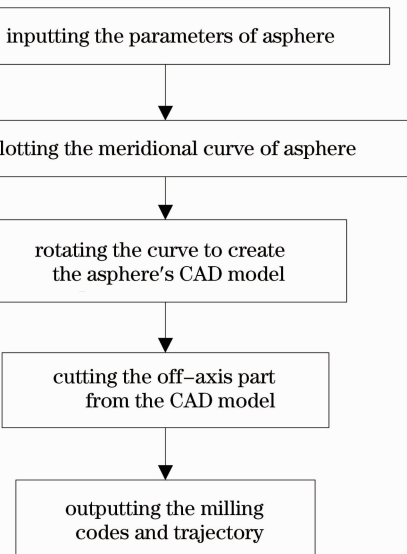 inputting the parameters of asphere
lotting the meridional curve of asphere
rotating the curve to create
the asphere's CAD model
cutting the off-axis part
from the CAD model
outputting the milling
codes and trajectory